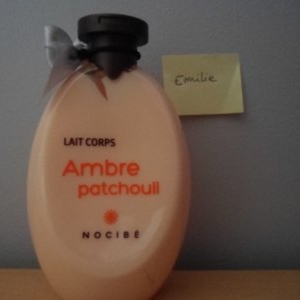 Emilie
LAIT CORPS
Ambre
patchouli
NOCIBÉ